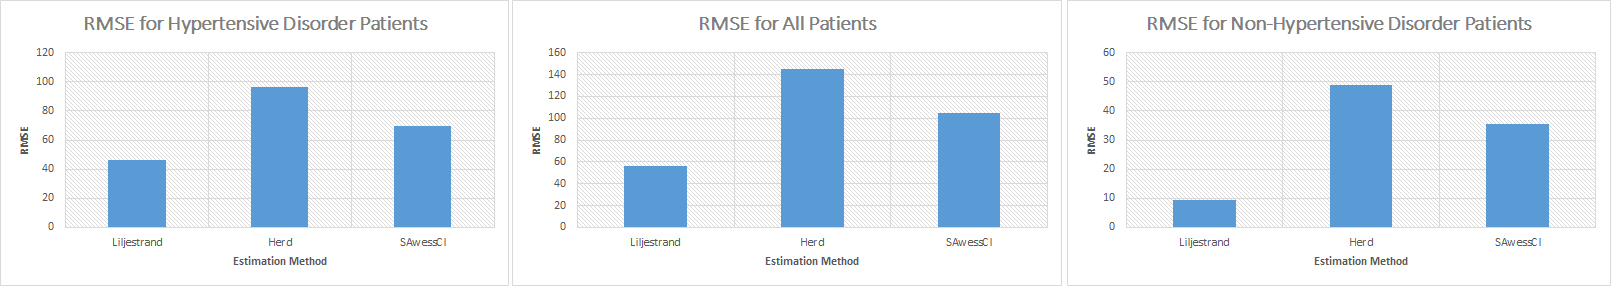 RMSE for Hypertensive Disorder Patients
120
100
80
60
40
20
0
RMSE
Liljestrand Herd SAwessCI
Estimation Method
RMSE for All Patients
160
140
120
100
80
60
40
20
0
RMSE
Liljestrand Herd SAwessCI
Estimation Method
RMSE for Non-Hypertensive Disorder Patients
60
50
40
30
20
10
0
RMSE
Liljestrand Herd SAwessCI
Estimation Method